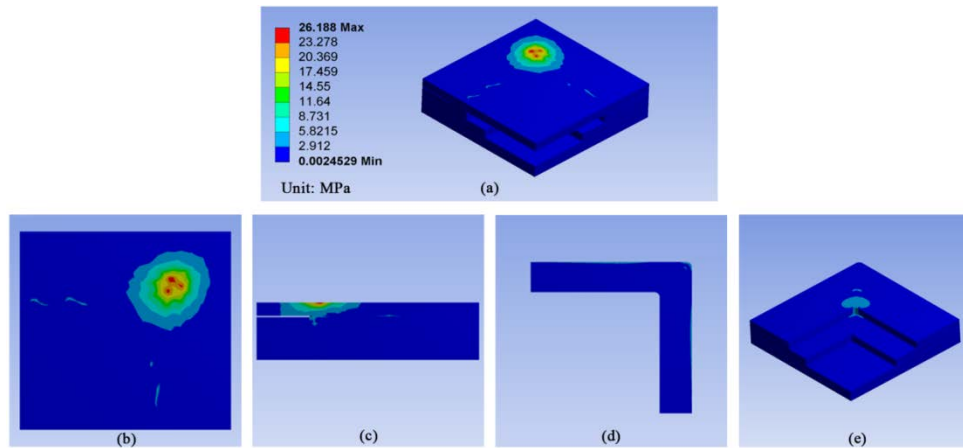 26.188 Max
23.278
20.369
17.459
14.55
11.64
8.731
5.8215
2.912
0.0024529 Min
Unit: MPa
(a)
(b)
(c)
(d)
(e)